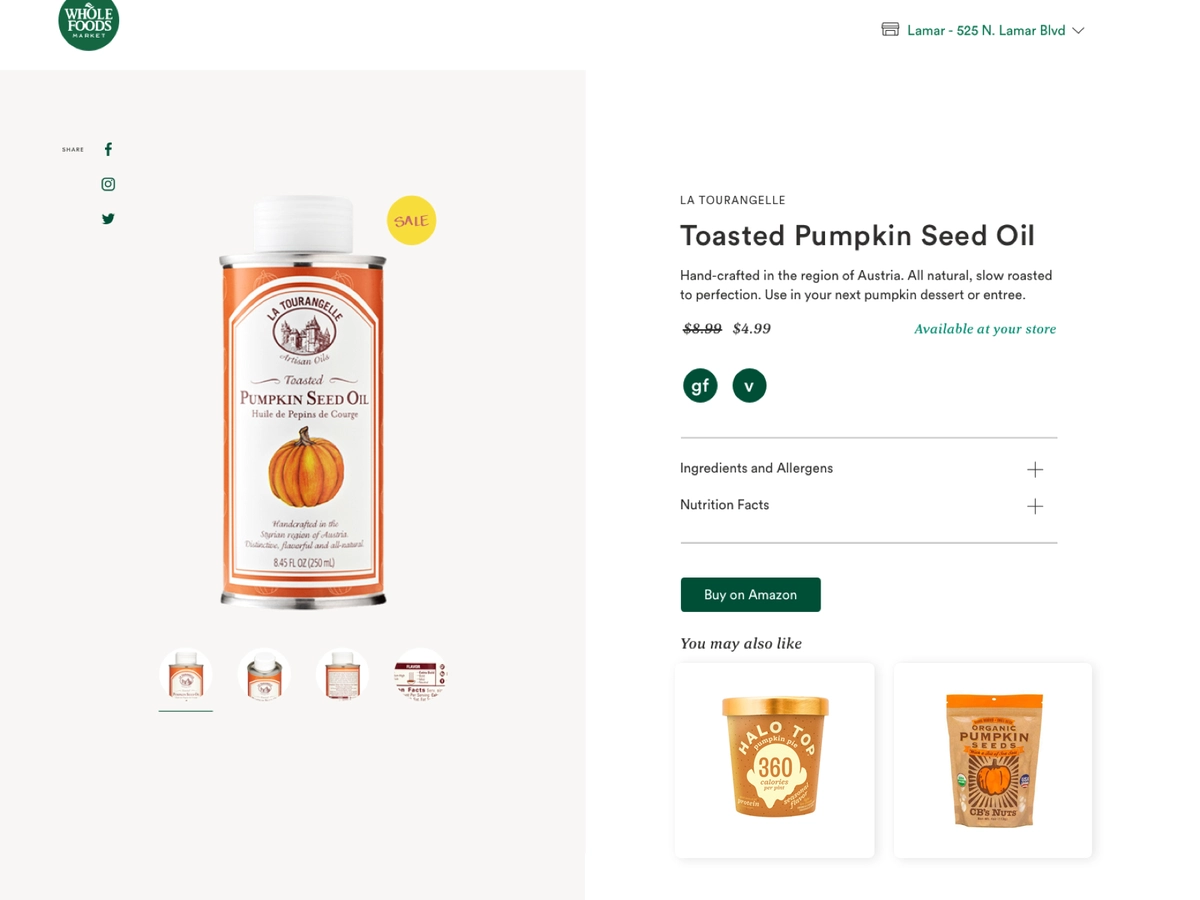 WHOLE
FOODS
MARKET
Lamar - 525 N. Lamar Blvd
SHARE
SALE
LA TOURANGELLE
Artisan Oils
Toasted
PUMPKIN SEED OIL
Huile de Pepins de Courge
Handcrafted in the
Styrian region of Austria.
Distinctive, flavorful and all-natural.
8.45 FL OZ (250 mL)
LA TOURANGELLE
Toasted Pumpkin Seed Oil
Hand-crafted in the region of Austria. All natural, slow roasted
to perfection. Use in your next pumpkin dessert or entree.
$8.99 $4.99
Available at your store
gf v
Ingredients and Allergens
Nutrition Facts
Buy on Amazon
You may also like
HALO TOP
pumpkin pie
360
calories
per pint
protein
seasonal
flavor
ORGANIC
PUMPKIN
SEEDS
CB's NUTS